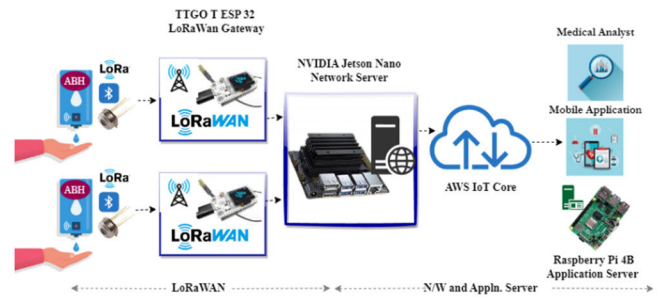 TTGO T ESP 32
LoRaWan Gateway
Medical Analyst
NVIDIA Jetson Nano
Network Server
ABH
LoRa
LoRaWAN
Mobile Application
AWS IoT Core
ABH
LoRa
LoRaWAN
Raspberry Pi 4B
Application Server
LoRaWAN
N/W and Appln. Server